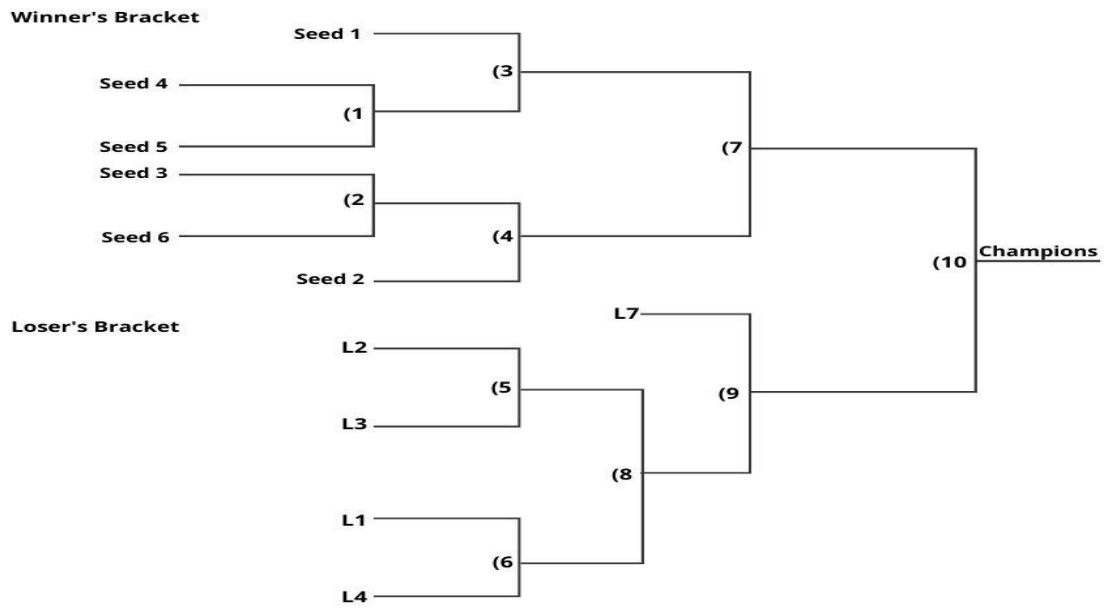 Winner's Bracket
Seed 1
(3
Seed 4
(1
Seed 5
(7
Seed 3
(2
Seed 6
(4
Seed 2
(10
Champions
Loser's Bracket
L7
L2
(5
L3
(9
(8
L1
(6
L4